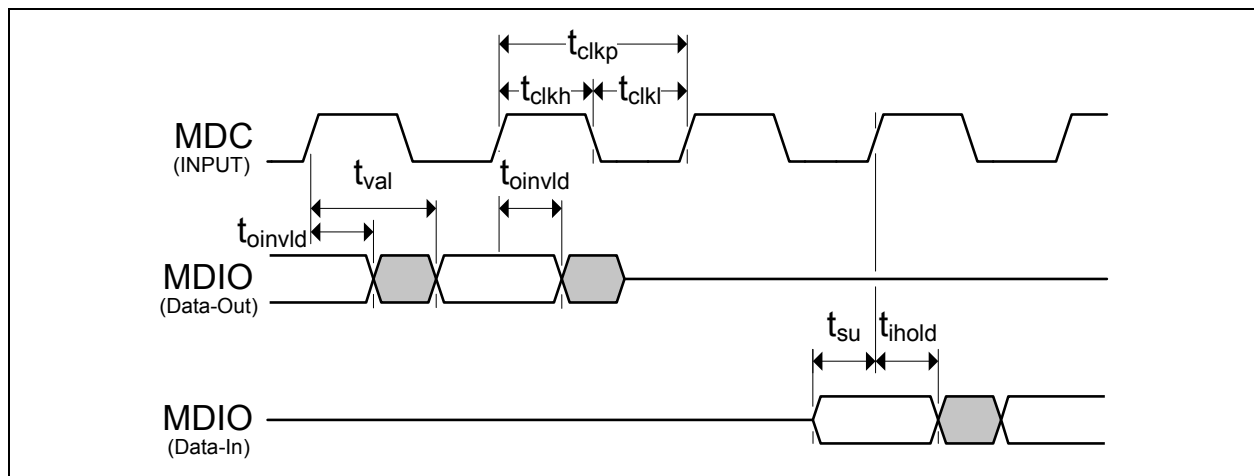 tclkp
tclkh tclkl
MDC
(INPUT)
tval toinvld
toinvld
MDIO
(Data-Out)
tsu tihold
MDIO
(Data-In)